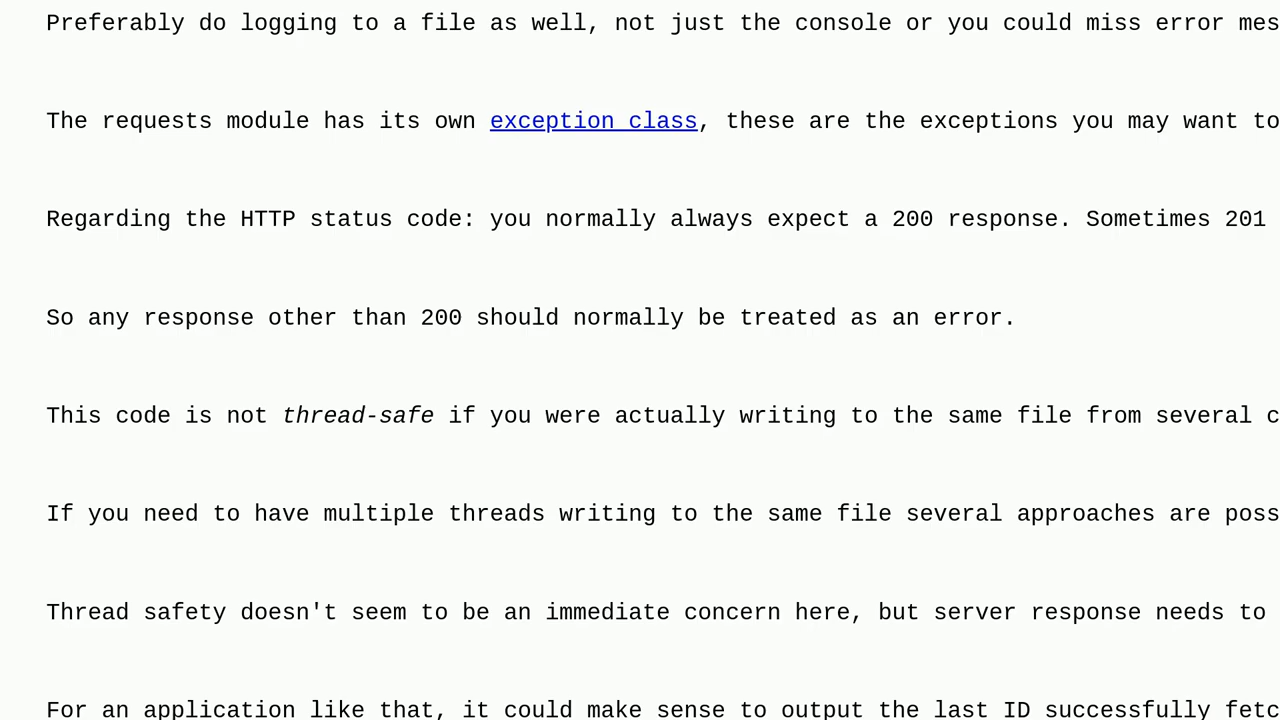 Preferably do logging to a file as well, not just the console or you could miss error mes
The requests module has its own exception class, these are the exceptions you may want to
Regarding the HTTP status code: you normally always expect a 200 response. Sometimes 201
So any response other than 200 should normally be treated as an error.
This code is not thread-safe if you were actually writing to the same file from several c
If you need to have multiple threads writing to the same file several approaches are poss
Thread safety doesn't seem to be an immediate concern here, but server response needs to
For an application like that, it could make sense to output the last ID successfully fetc